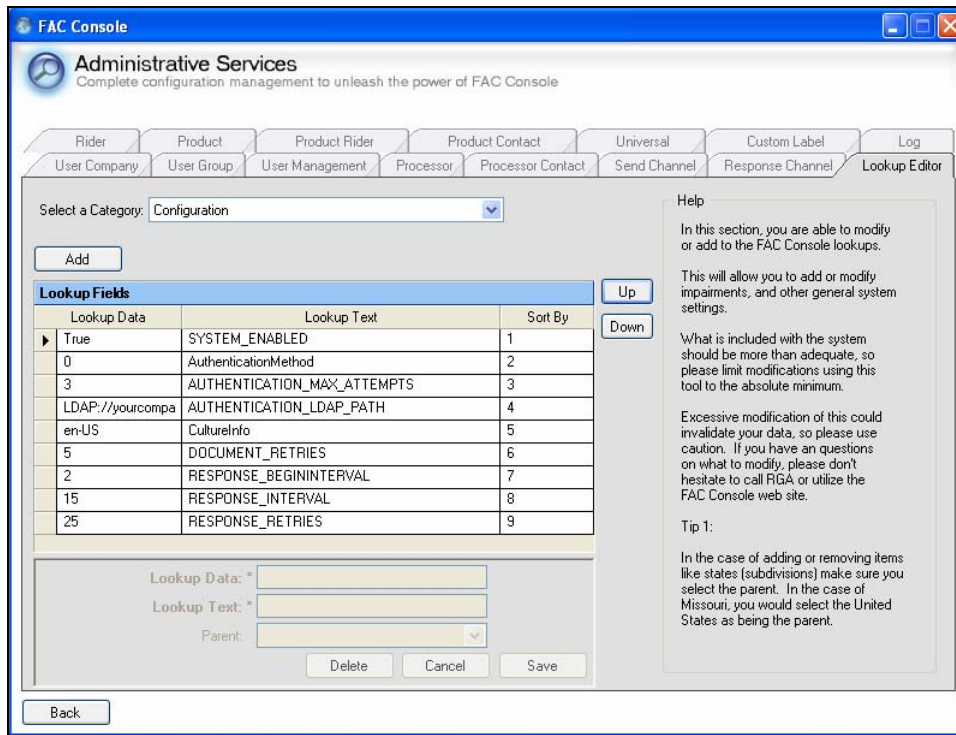 FAC Console
Administrative Services
Complete configuration management to unleash the power of FAC Console
Rider Product Product Rider Product Contact Universal Custom Label Log
User Company User Group User Management Processor Processor Contact Send Channel Response Channel Lookup Editor
Select a Category: Configuration
Add
Lookup Fields
Lookup Data Lookup Text Sort By
True SYSTEM_ENABLED 1
0 AuthenticationMethod 2
3 AUTHENTICATION_MAX_ATTEMPTS 3
LDAP://yourcompa AUTHENTICATION_LDAP_PATH 4
en-US CultureInfo 5
5 DOCUMENT_RETRIES 6
2 RESPONSE_BEGININTERVAL 7
15 RESPONSE_INTERVAL 8
25 RESPONSE_RETRIES 9
Up
Down
Lookup Data: *
Lookup Text: *
Parent:
Delete Cancel Save
Help
In this section, you are able to modify
or add to the FAC Console lookups.
This will allow you to add or modify
impairments, and other general system
settings.
What is included with the system
should be more than adequate, so
please limit modifications using this
tool to the absolute minimum.
Excessive modification of this could
invalidate your data, so please use
caution. If you have an questions
on what to modify, please don't
hesitate to call RGA or utilize the
FAC Console web site.
Tip 1:
In the case of adding or removing items
like states (subdivisions) make sure you
select the parent. In the case of
Missouri, you would select the United
States as being the parent.
Back